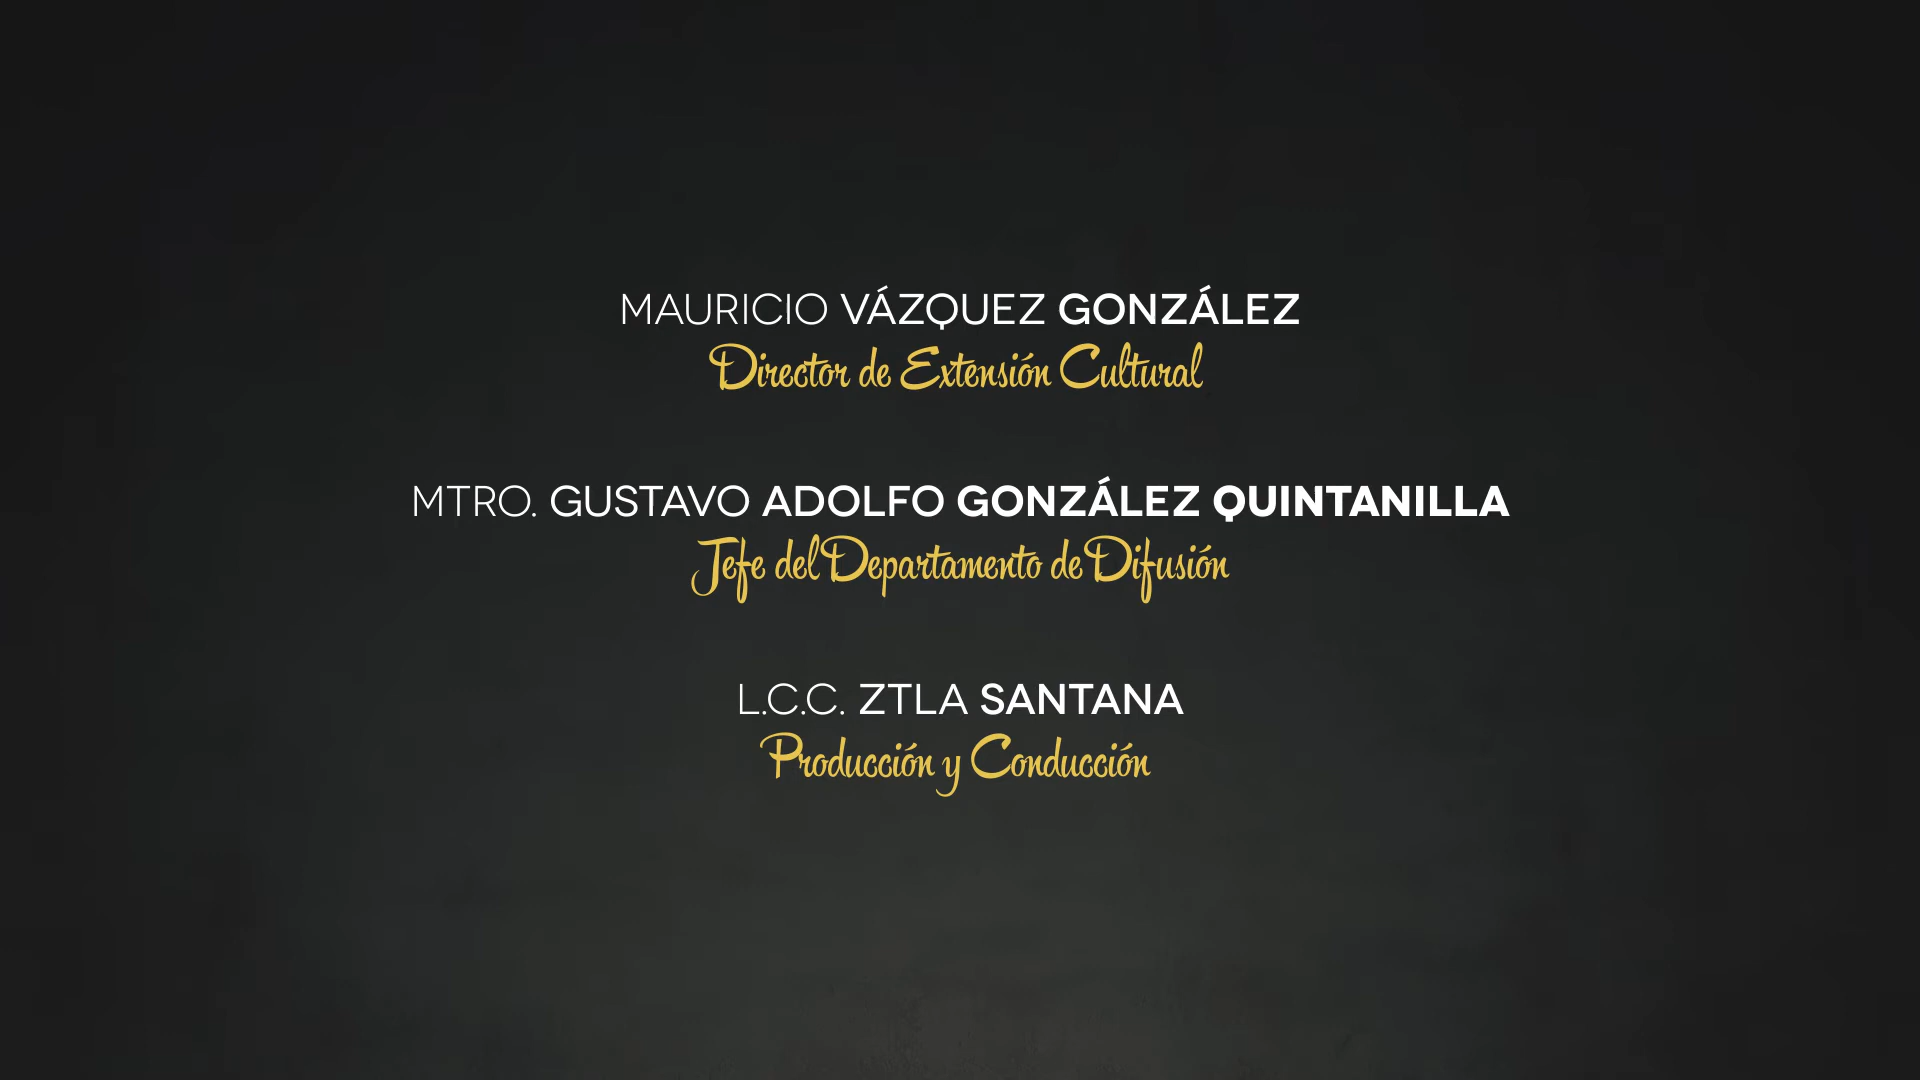 MAURICIO VÁZQUEZ GONZÁLEZ
Director de Extensión Cultural
MTRO. GUSTAVO ADOLFO GONZÁLEZ QUINTANILLA
Jefe del Departamento de Difusión
L.C.C. ZTLA SANTANA
Producción y Conducción